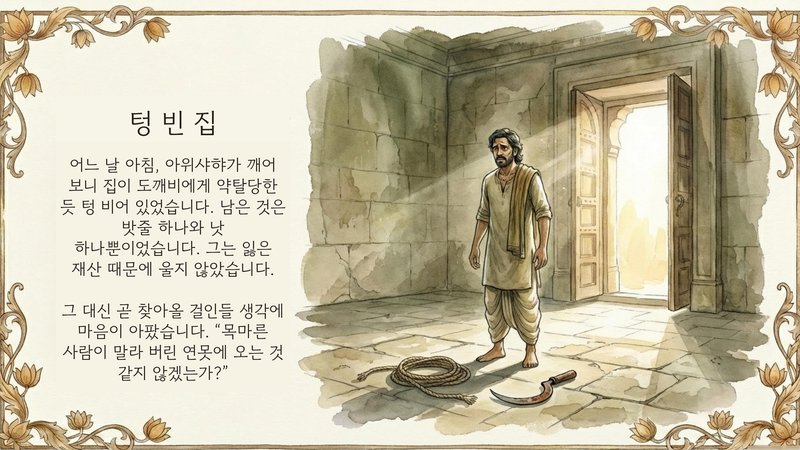 텅 빈 집
어느 날 아침, 아위샤햐가 깨어
보니 집이 도깨비에게 약탈당한
듯 텅 비어 있었습니다. 남은 것은
밧줄 하나와 낫
하나뿐이었습니다. 그는 잃은
재산 때문에 울지 않았습니다.
그 대신 곧 찾아올 걸인들 생각에
마음이 아팠습니다. “목마른
사람이 말라 버린 연못에 오는 것
같지 않겠는가?”